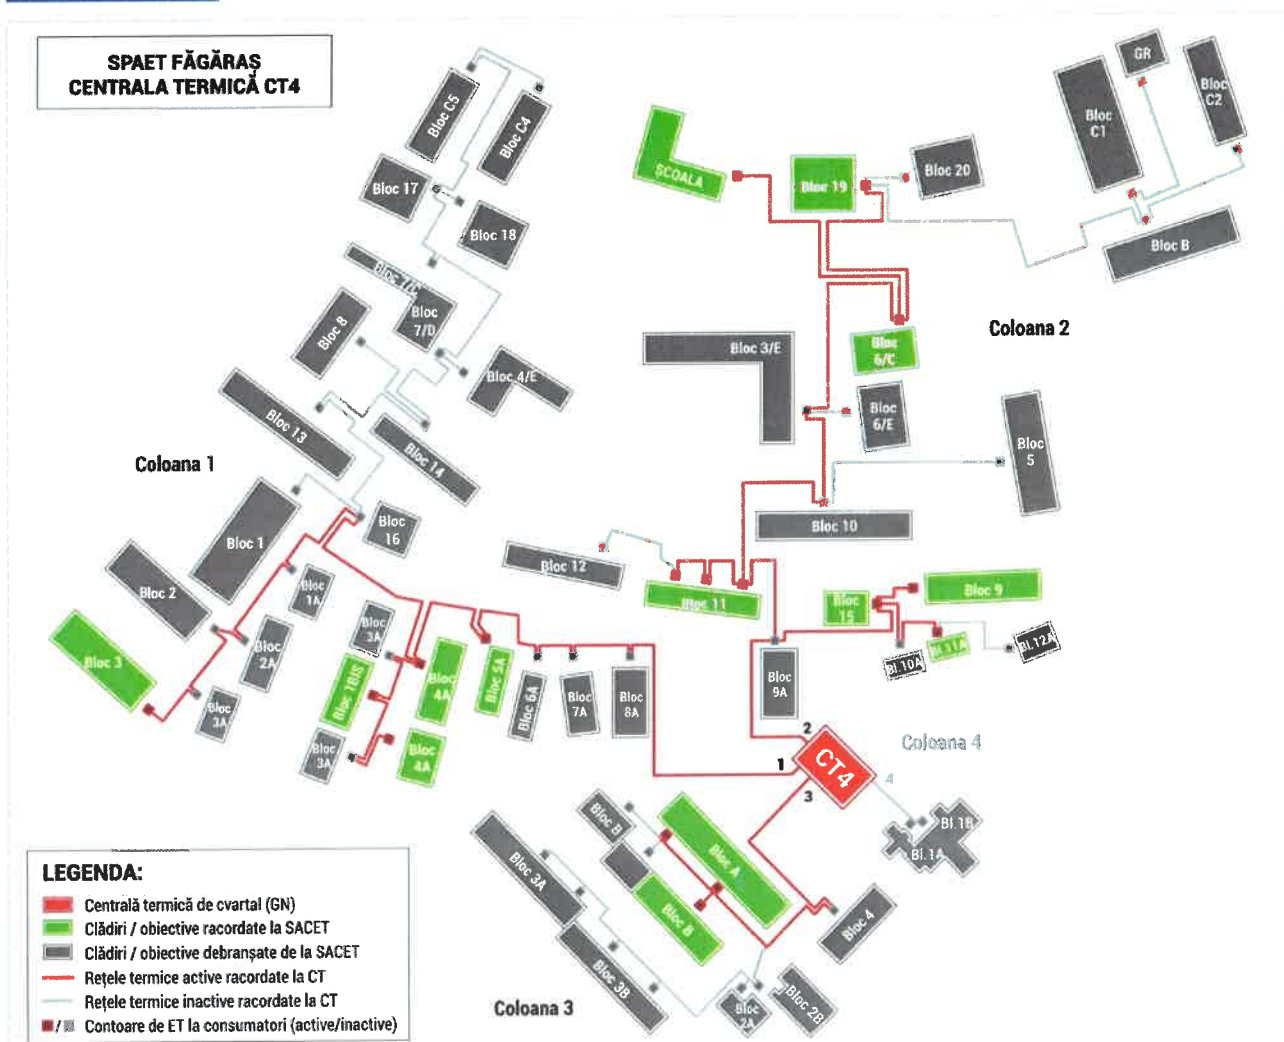 SPAET FĂGĂRAȘ
CENTRALA TERMICĂ CT4
Bloc C5
Bloc C4
Bloc 17
Bloc 18
Bloc
7/D
Bloc 8
Bloc 4/E
Bloc 13
Bloc 14
Coloana 1
Bloc 1
Bloc
16
Bloc 2
Bloc
1A
Bloc
2A
Bloc 3
Bloc
3A
Bloc
3A
Bloc 7BIS
Bloc
3A
Bloc
4A
Bloc
4A
Bloc 5A
Bloc 6A
Bloc
7A
Bloc
8A
ȘCOALA
Bloc 19
Bloc 20
GR
Bloc
C1
Bloc
C2
Bloc B
Coloana 2
Bloc 3/E
Bloc
6/C
Bloc
6/E
Bloc
5
Bloc 10
Bloc 12
Bloc 11
Bloc
15
Bloc 9
Bl.10A
Bl.11A
Bl.12A
Bloc
9A
2
1
3
4
CT4
Coloana 4
Bl.1B
Bl.1A
Bloc B
Bloc A
Bloc B
Bloc 3A
Bloc 3B
Bloc 4
Bloc
2A
Bloc 2B
Coloana 3
LEGENDA:
Centrală termică de cvartal (GN)
Clădiri / obiective racordate la SACET
Clădiri / obiective debranșate de la SACET
Rețele termice active racordate la CT
Rețele termice inactive racordate la CT
Contoare de ET la consumatori (active/inactive)